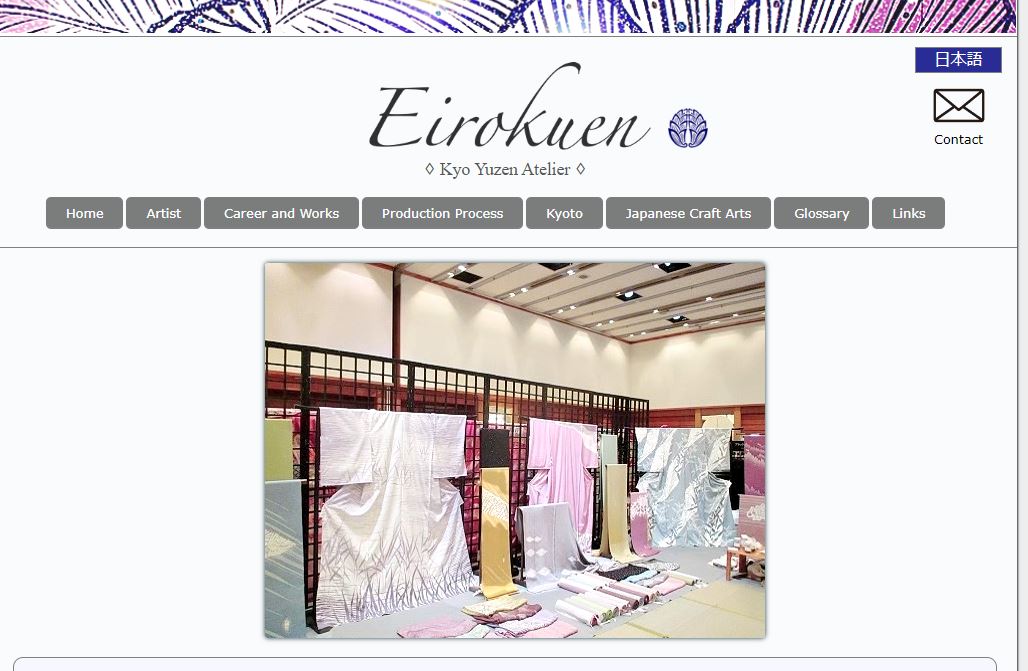 日本語
Eirokuen
Contact
◊ Kyo Yuzen Atelier ◊
Home Artist Career and Works Production Process Kyoto Japanese Craft Arts Glossary Links